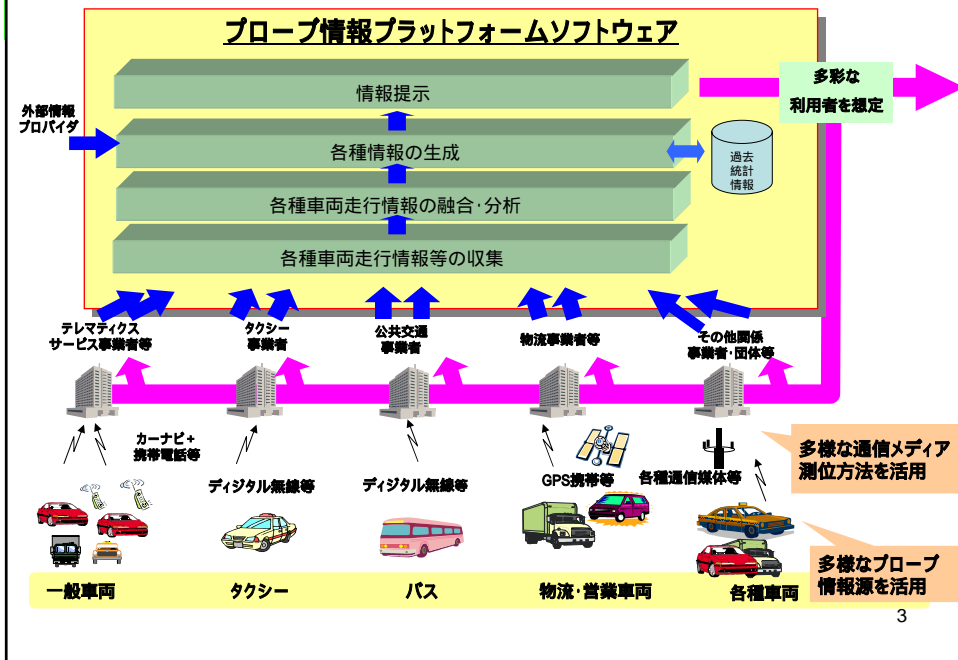 プローブ情報プラットフォームソフトウェア
情報提示
多彩な
利用者を想定
外部情報
プロバイダ
各種情報の生成
過去
統計
情報
各種車両走行情報の融合・分析
各種車両走行情報等の収集
テレマティクス
サービス事業者等
タクシー
事業者
公共交通
事業者
物流事業者等
その他関係
事業者・団体等
カーナビ+
携帯電話等
ディジタル無線等
ディジタル無線等
GPS携帯等
各種通信媒体等
多様な通信メディア
測位方法を活用
多様なプローブ
情報源を活用
一般車両
タクシー
バス
物流・営業車両
各種車両
3